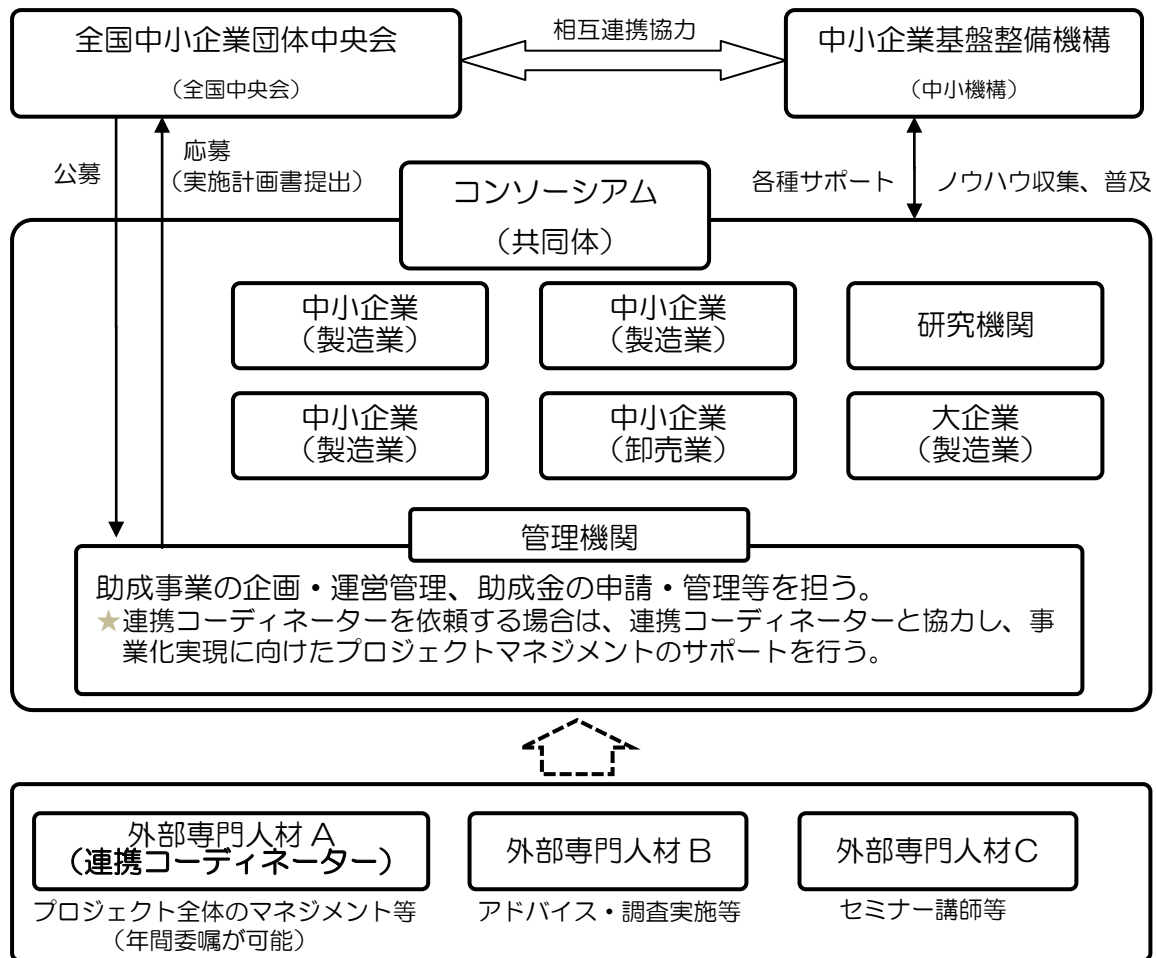 全国中小企業団体中央会
（全国中央会）
相互連携協力
中小企業基盤整備機構
（中小機構）
公募
応募
（実施計画書提出）
各種サポート
ノウハウ収集、普及
コンソーシアム
（共同体）
中小企業
（製造業）
中小企業
（製造業）
研究機関
中小企業
（製造業）
中小企業
（卸売業）
大企業
（製造業）
管理機関
助成事業の企画・運営管理、助成金の申請・管理等を担う。
★連携コーディネーターを依頼する場合は、連携コーディネーターと協力し、事
業化実現に向けたプロジェクトマネジメントのサポートを行う。
外部専門人材A
（連携コーディネーター）
外部専門人材B
外部専門人材C
プロジェクト全体のマネジメント等
（年間委嘱が可能）
アドバイス・調査実施等
セミナー講師等